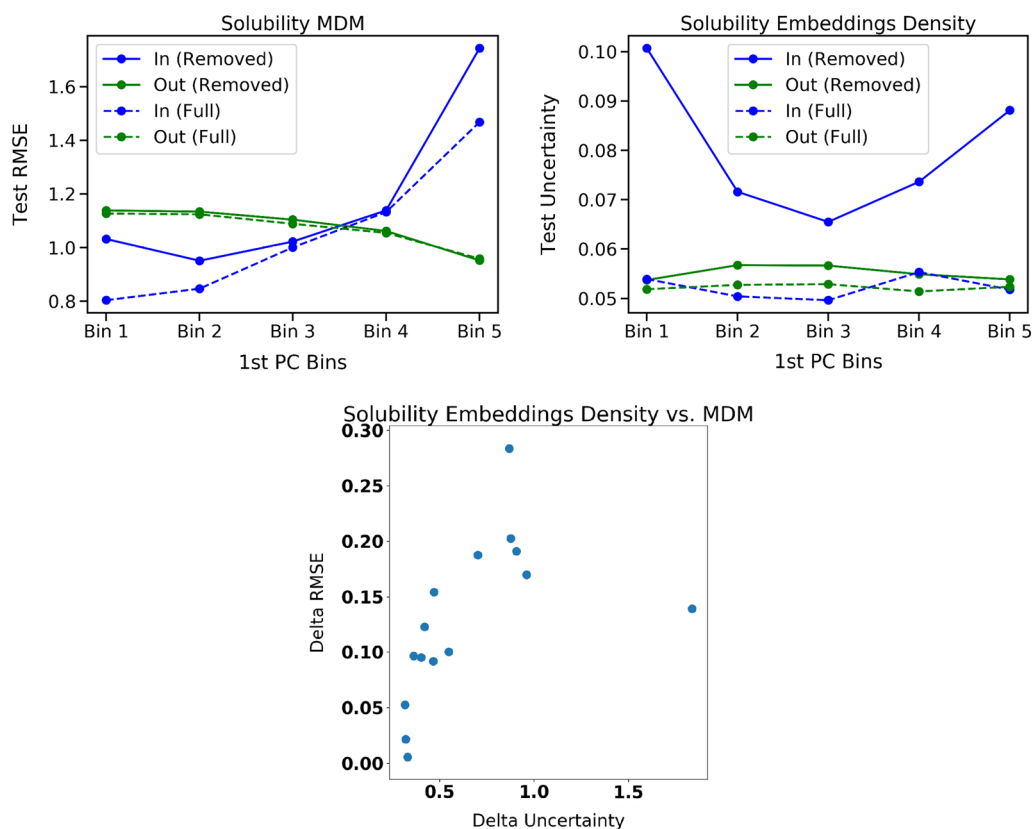 Solubility MDM
In (Removed)
Out (Removed)
In (Full)
Out (Full)
Test RMSE
1.6
1.4
1.2
1.0
0.8
Bin 1 Bin 2 Bin 3 Bin 4 Bin 5
1st PC Bins
Solubility Embeddings Density
In (Removed)
Out (Removed)
In (Full)
Out (Full)
Test Uncertainty
0.10
0.09
0.08
0.07
0.06
0.05
Bin 1 Bin 2 Bin 3 Bin 4 Bin 5
1st PC Bins
Solubility Embeddings Density vs. MDM
Delta RMSE
0.30
0.25
0.20
0.15
0.10
0.05
0.00
0.5 1.0 1.5
Delta Uncertainty